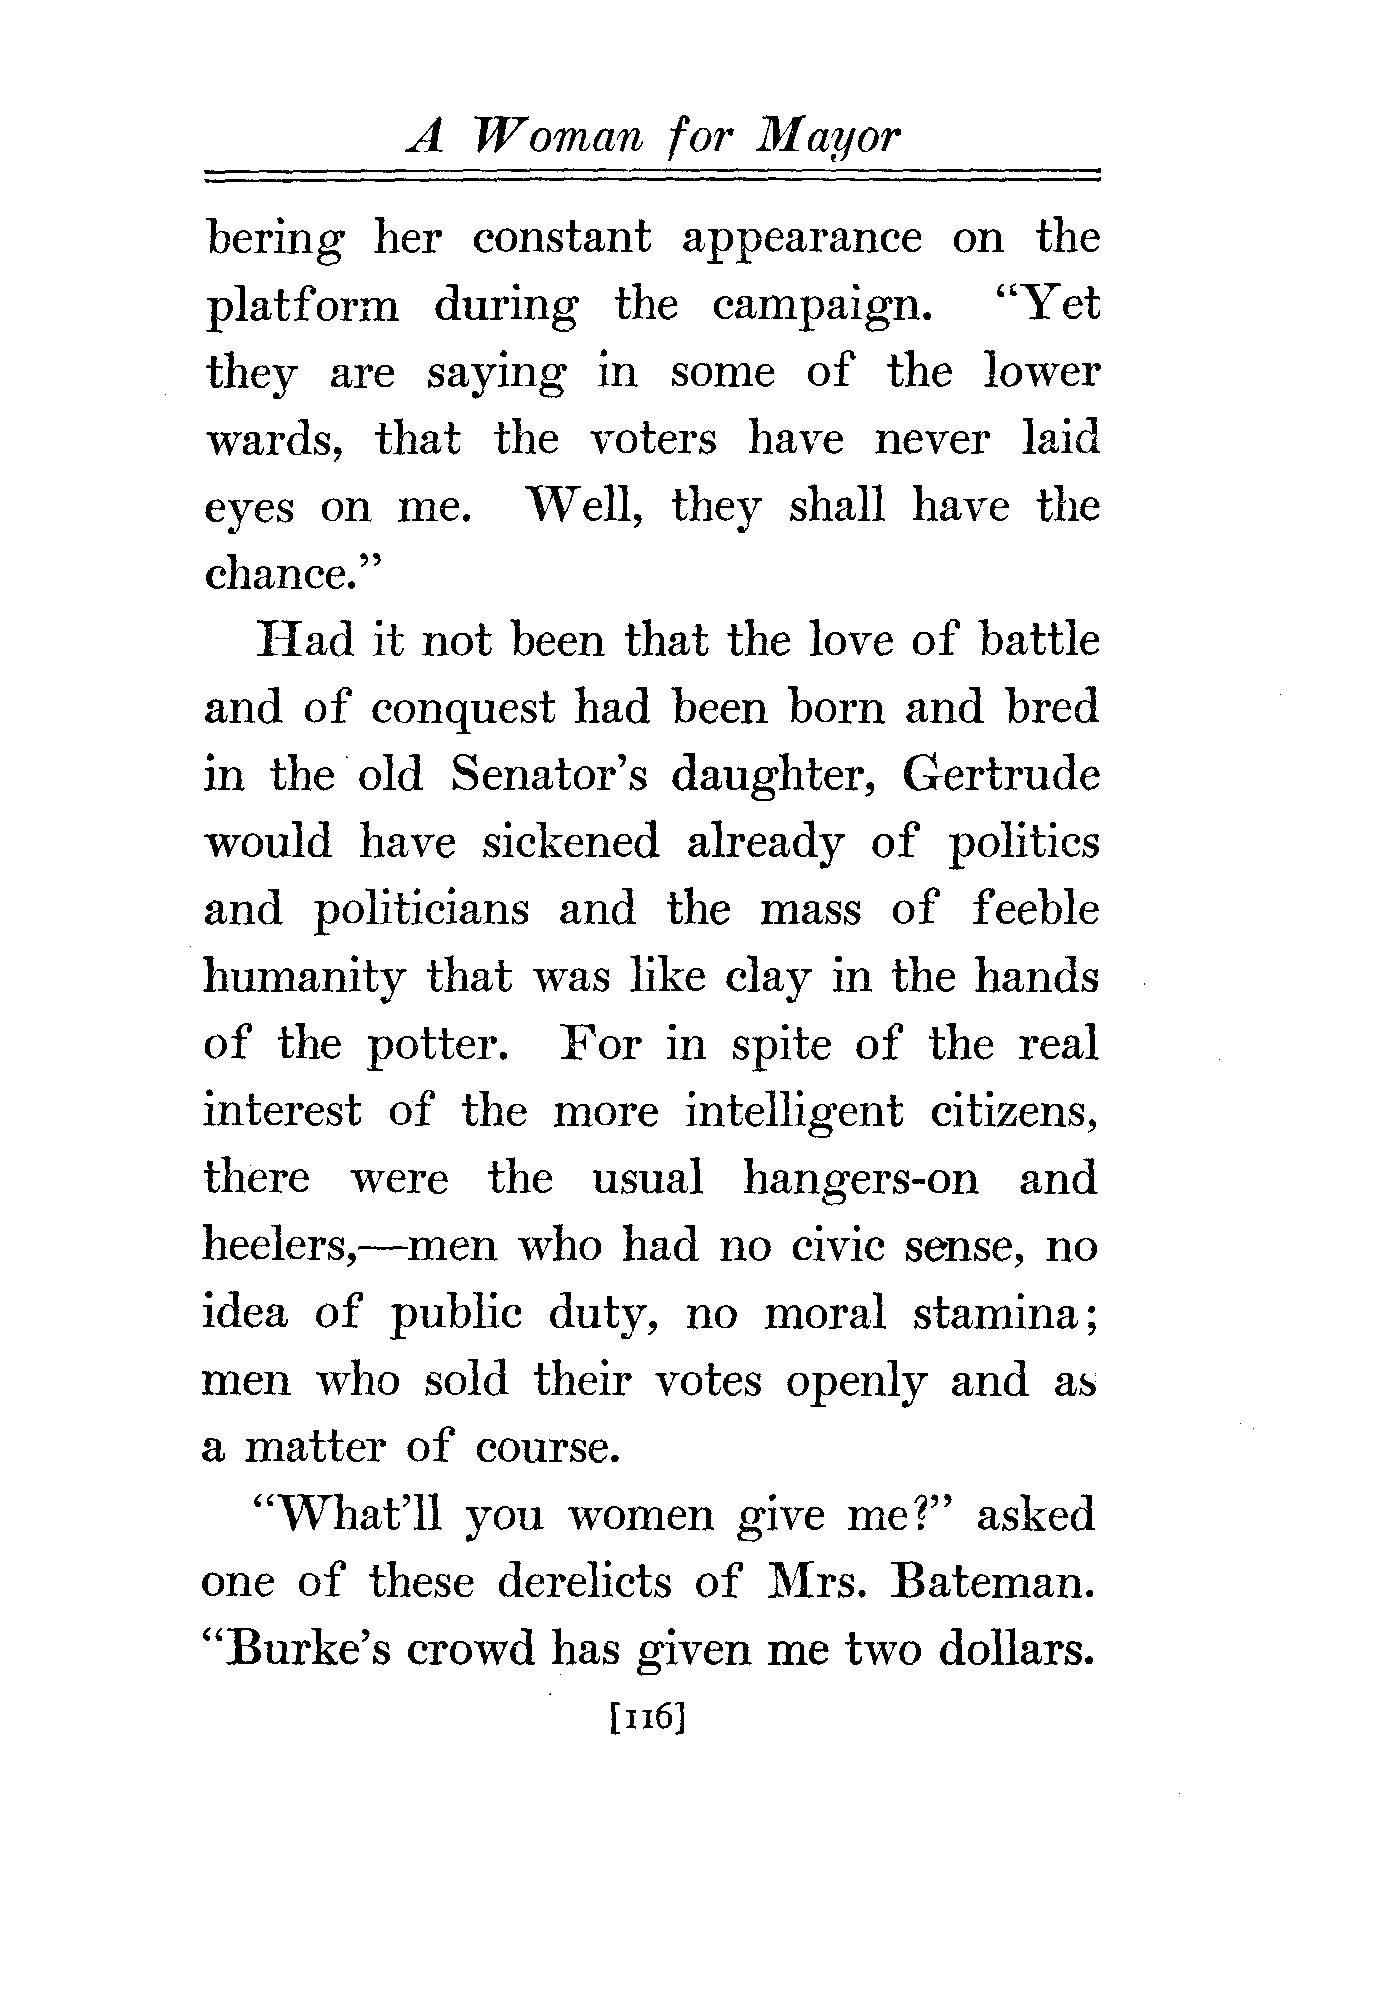 A Woman for Mayor
bering her constant appearance on the
platform during the campaign. “Yet
they are saying in some of the lower
wards, that the voters have never laid
eyes on me. Well, they shall have the
chance.”
Had it not been that the love of battle
and of conquest had been born and bred
in the old Senator’s daughter, Gertrude
would have sickened already of politics
and politicians and the mass of feeble
humanity that was like clay in the hands
of the potter. For in spite of the real
interest of the more intelligent citizens,
there were the usual hangers-on and
heelers,—men who had no civic sense, no
idea of public duty, no moral stamina;
men who sold their votes openly and as
a matter of course.
“What’ll you women give me?” asked
one of these derelicts of Mrs. Bateman.
“Burke’s crowd has given me two dollars.
[116]